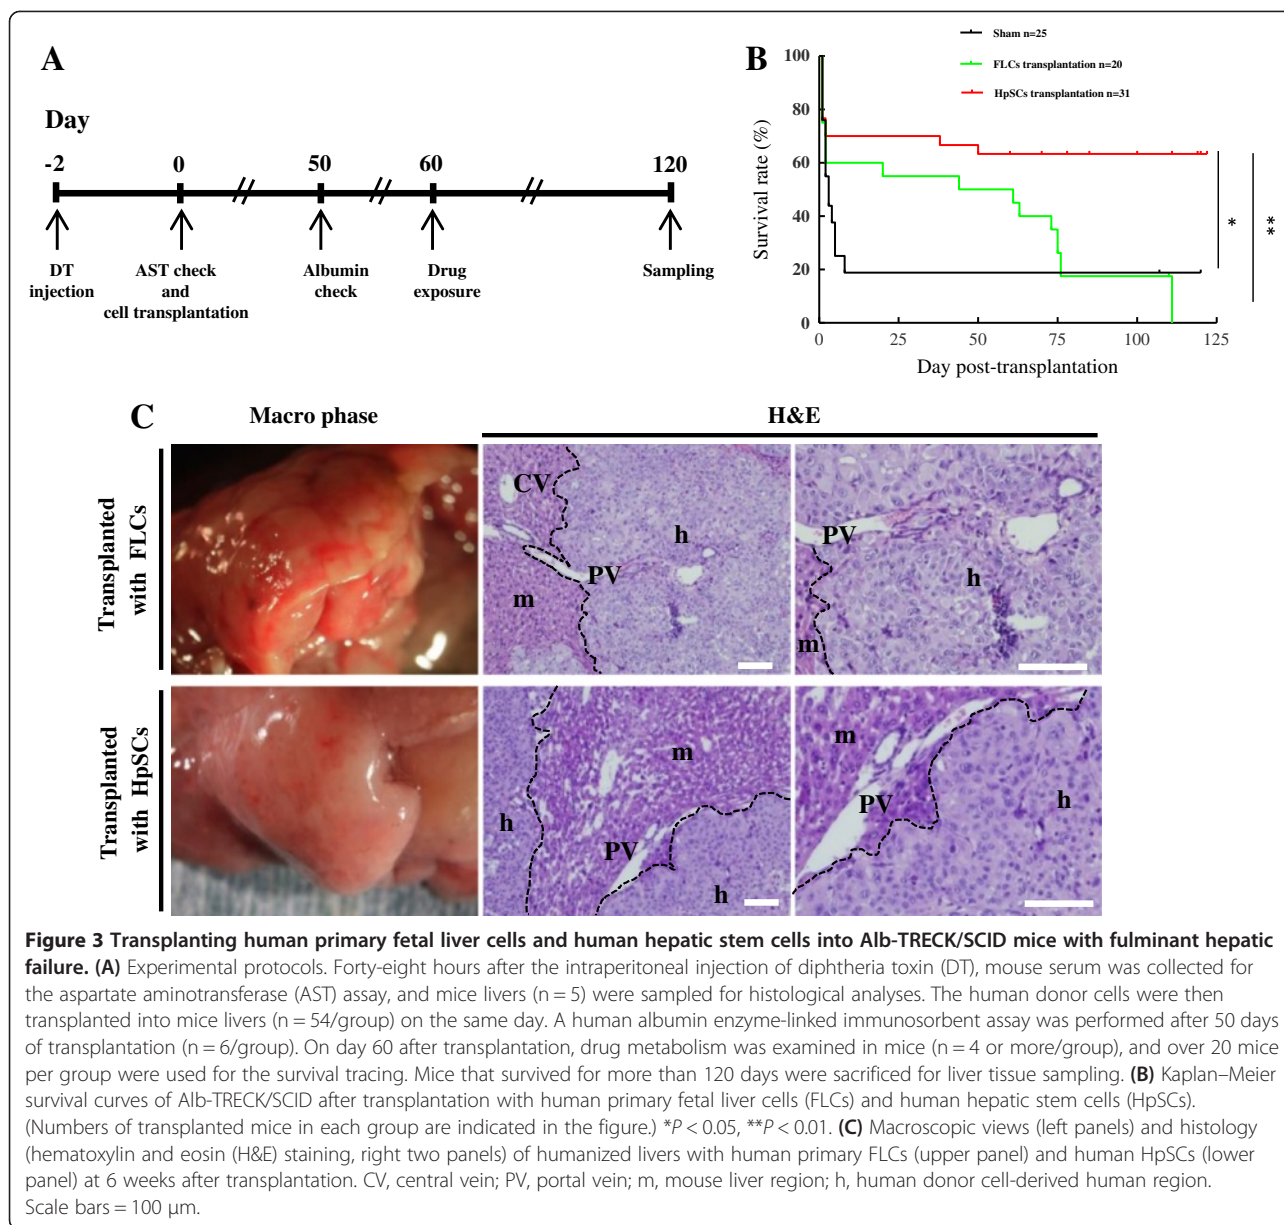 A
Day
-2 0 50 60 120
DT injection
AST check and cell transplantation
Albumin check
Drug exposure
Sampling
B
Sham n=25
FLCs transplantation n=20
HpSCs transplantation n=31
Survival rate (%)
100
80
60
40
20
0
0 25 50 75 100 125
Day post-transplantation
*
**
C
Macro phase
H&E
Transplanted with FLCs
CV
h
PV
m
PV
h
m
Transplanted with HpSCs
m
h
PV
h
m
PV
h
Figure 3 Transplanting human primary fetal liver cells and human hepatic stem cells into Alb-TRECK/SCID mice with fulminant hepatic
failure. (A) Experimental protocols. Forty-eight hours after the intraperitoneal injection of diphtheria toxin (DT), mouse serum was collected for
the aspartate aminotransferase (AST) assay, and mice livers (n = 5) were sampled for histological analyses. The human donor cells were then
transplanted into mice livers (n = 54/group) on the same day. A human albumin enzyme-linked immunosorbent assay was performed after 50 days
of transplantation (n = 6/group). On day 60 after transplantation, drug metabolism was examined in mice (n = 4 or more/group), and over 20 mice
per group were used for the survival tracing. Mice that survived for more than 120 days were sacrificed for liver tissue sampling. (B) Kaplan–Meier
survival curves of Alb-TRECK/SCID after transplantation with human primary fetal liver cells (FLCs) and human hepatic stem cells (HpSCs).
(Numbers of transplanted mice in each group are indicated in the figure.) *P < 0.05, **P < 0.01. (C) Macroscopic views (left panels) and histology
(hematoxylin and eosin (H&E) staining, right two panels) of humanized livers with human primary FLCs (upper panel) and human HpSCs (lower
panel) at 6 weeks after transplantation. CV, central vein; PV, portal vein; m, mouse liver region; h, human donor cell-derived human region.
Scale bars = 100 μm.